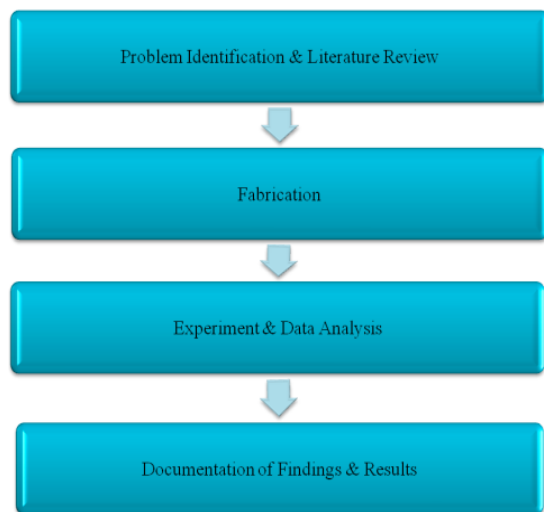 Problem Identification & Literature Review
Fabrication
Experiment & Data Analysis
Documentation of Findings & Results